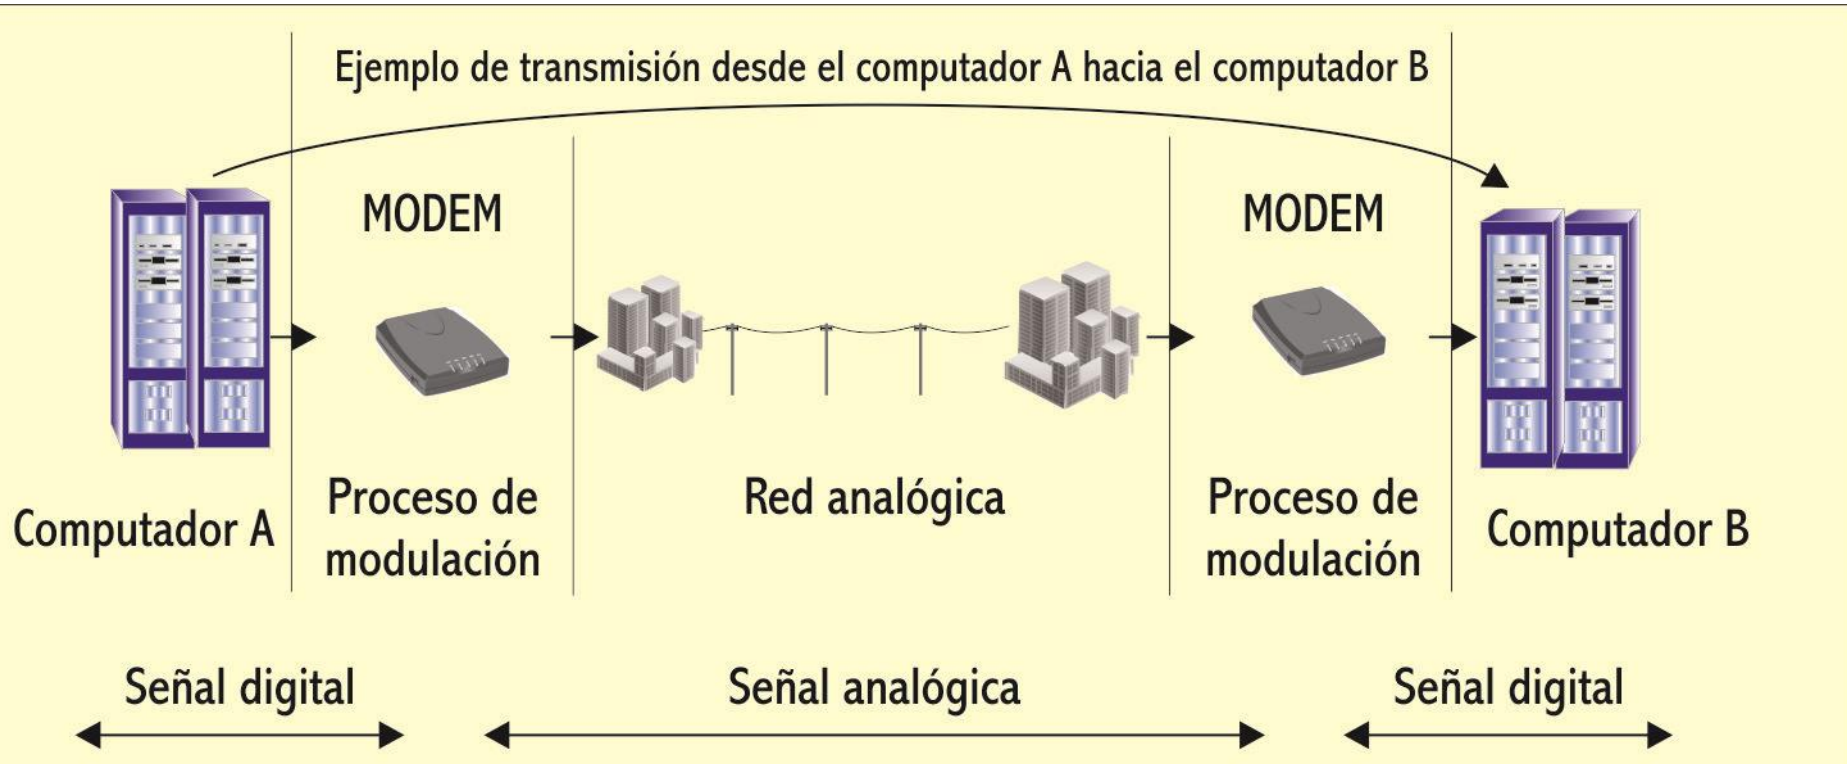 Ejemplo de transmisión desde el computador A hacia el computador B
MODEM
MODEM
Computador A
Proceso de
modulación
Red analógica
Proceso de
modulación
Computador B
Señal digital
Señal analógica
Señal digital